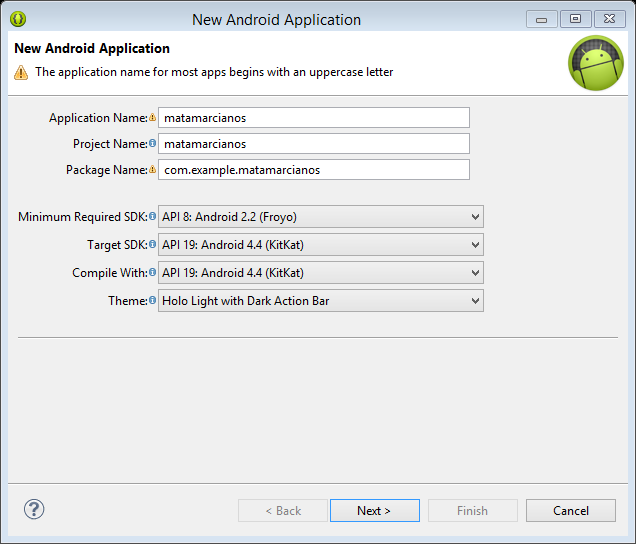 New Android Application
New Android Application
The application name for most apps begins with an uppercase letter
Application Name: matamarcianos
Project Name: matamarcianos
Package Name: com.example.matamarcianos
Minimum Required SDK: API 8: Android 2.2 (Froyo)
Target SDK: API 19: Android 4.4 (KitKat)
Compile With: API 19: Android 4.4 (KitKat)
Theme: Holo Light with Dark Action Bar
? < Back Next > Finish Cancel